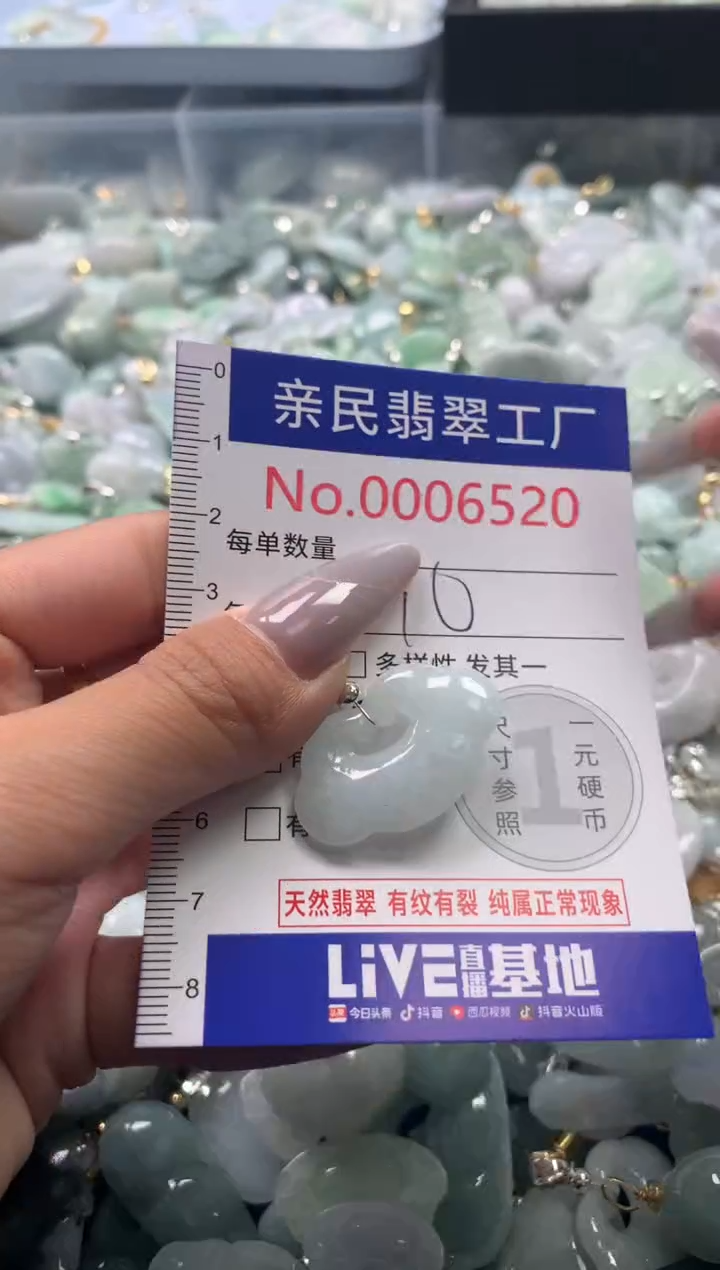 0
亲民翡翠工厂
1
No.0006520
2
每单数量
3
10
□多样性 发其一
尺寸参照
1
一元硬币
6
□有
7
天然翡翠 有纹有裂 纯属正常现象
LiVE直播基地
8
头条 今日头条 抖音 西瓜视频 抖音火山版